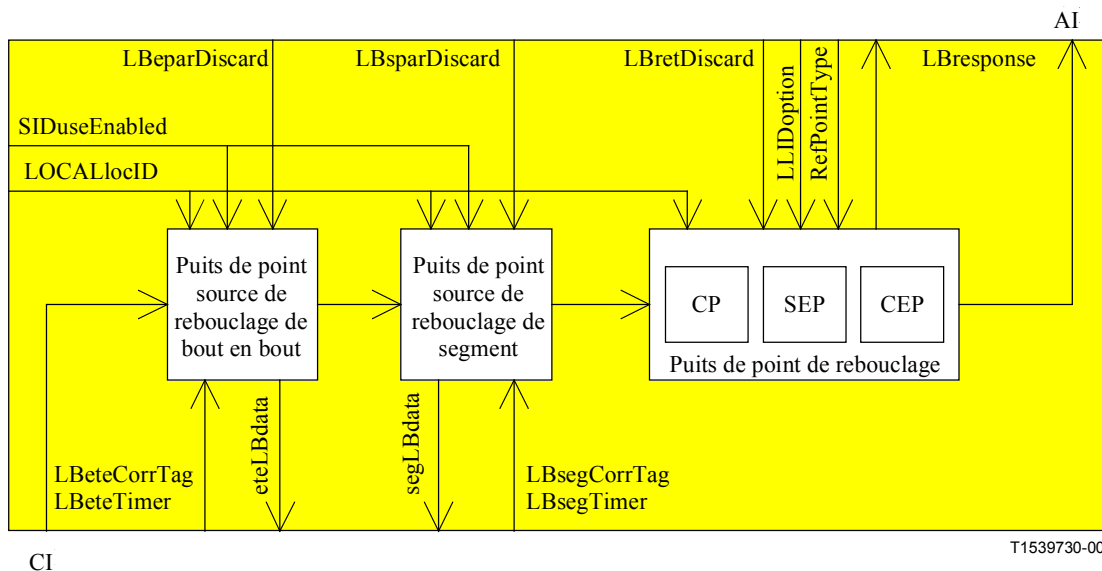 AI
LBeparDiscard
LBsparDiscard
LBretDiscard
LBresponse
LLIDoption
RefPointType
SIDuseEnabled
LOCALlocID
Puits de point
source de
rebouclage de
bout en bout
Puits de point
source de
rebouclage de
segment
CP
SEP
CEP
Puits de point de rebouclage
LBeteCorrTag
LBeteTimer
eteLBdata
segLBdata
LBsegCorrTag
LBsegTimer
CI
T1539730-00